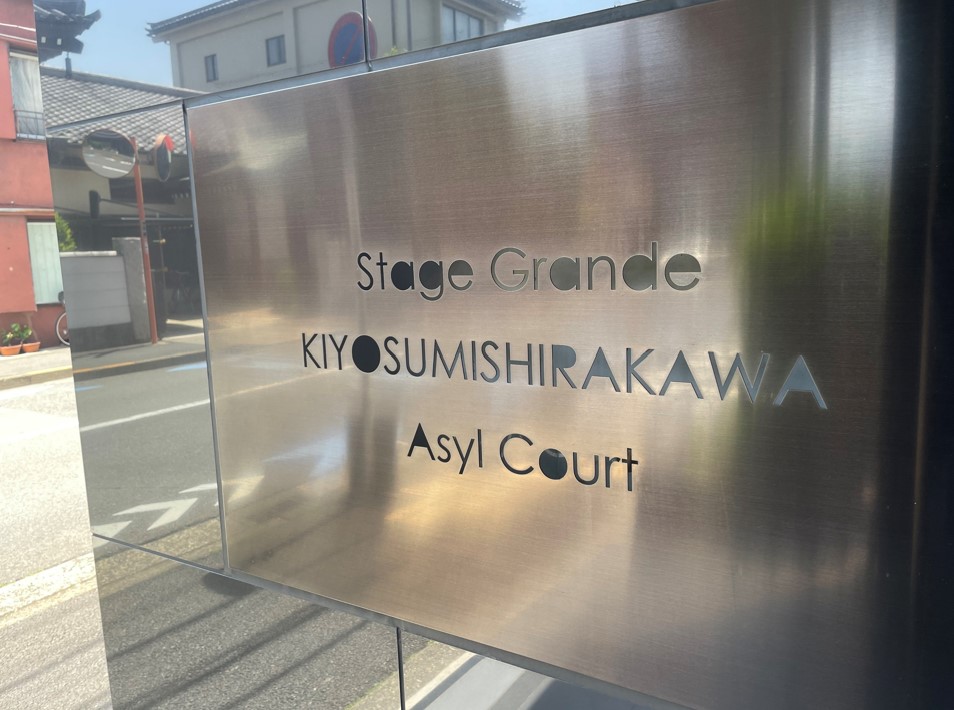 Stage Grande
KIYOSUMISHIRAKAWA
Asyl Court